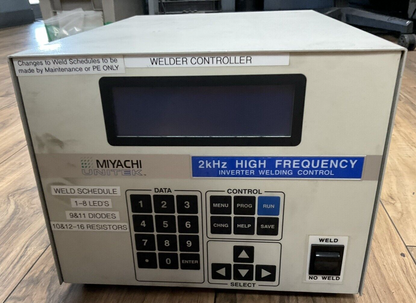 Changes to Weld Schedules to be
made by Maintenance or PE ONLY
WELDER CONTROLLER
MIYACHI
UNITEK
2kHz HIGH FREQUENCY
INVERTER WELDING CONTROL
WELD SCHEDULE
1-8 LED'S
9&11 DIODES
10&12-16 RESISTORS
DATA
1 2 3
4 5 6
7 8 9
• 0 ENTER
CONTROL
MENU PROG RUN
CHNG HELP SAVE
SELECT
WELD
NO WELD